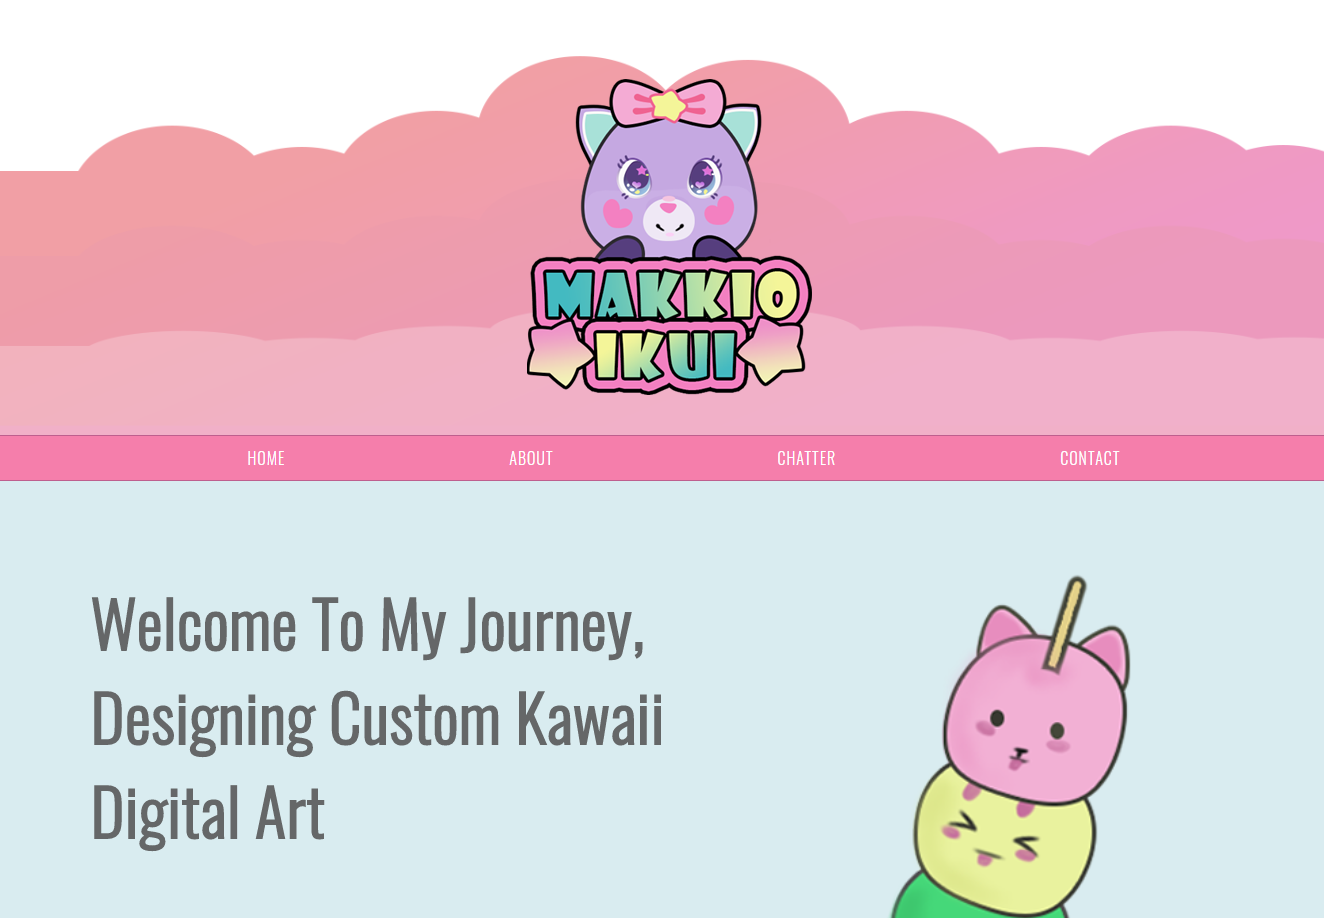 MAKKIO
IKUI
HOME ABOUT CHATTER CONTACT
Welcome To My Journey,
Designing Custom Kawaii
Digital Art